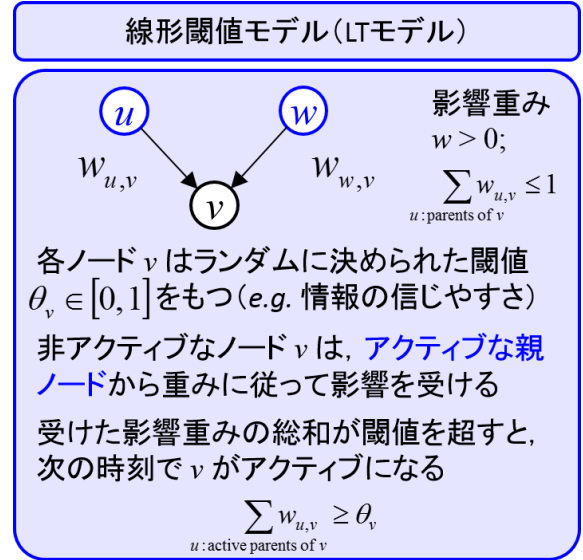 線形閾値モデル（LTモデル）
u w 影響重み
w > 0;
w_{u,v} w_{w,v}
v
∑ w_{u,v} ≤ 1
u:parents of v
各ノード v はランダムに決められた閾値
θ_v ∈ [0,1] をもつ（e.g. 情報の信じやすさ）
非アクティブなノード v は，アクティブな親
ノードから重みに従って影響を受ける
受けた影響重みの総和が閾値を超すと，
次の時刻で v がアクティブになる
∑ w_{u,v} ≥ θ_v
u:active parents of v